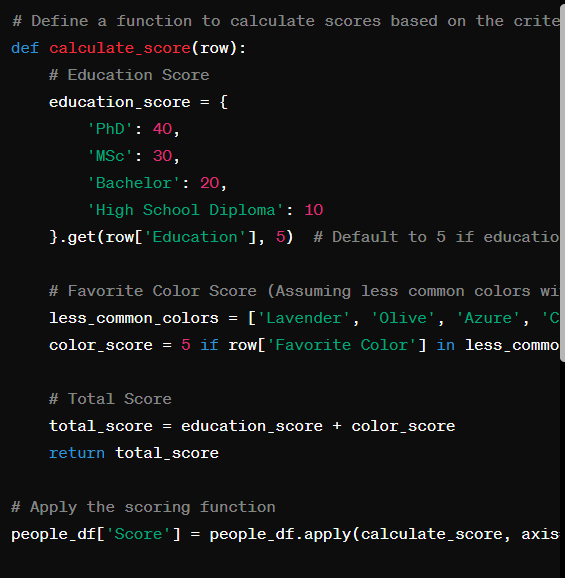 # Define a function to calculate scores based on the crite
def calculate_score(row):
    # Education Score
    education_score = {
        'PhD': 40,
        'MSc': 30,
        'Bachelor': 20,
        'High School Diploma': 10
    }.get(row['Education'], 5)  # Default to 5 if educatio
    # Favorite Color Score (Assuming less common colors wi
    less_common_colors = ['Lavender', 'Olive', 'Azure', 'C
    color_score = 5 if row['Favorite Color'] in less_commo
    # Total Score
    total_score = education_score + color_score
    return total_score
# Apply the scoring function
people_df['Score'] = people_df.apply(calculate_score, axis